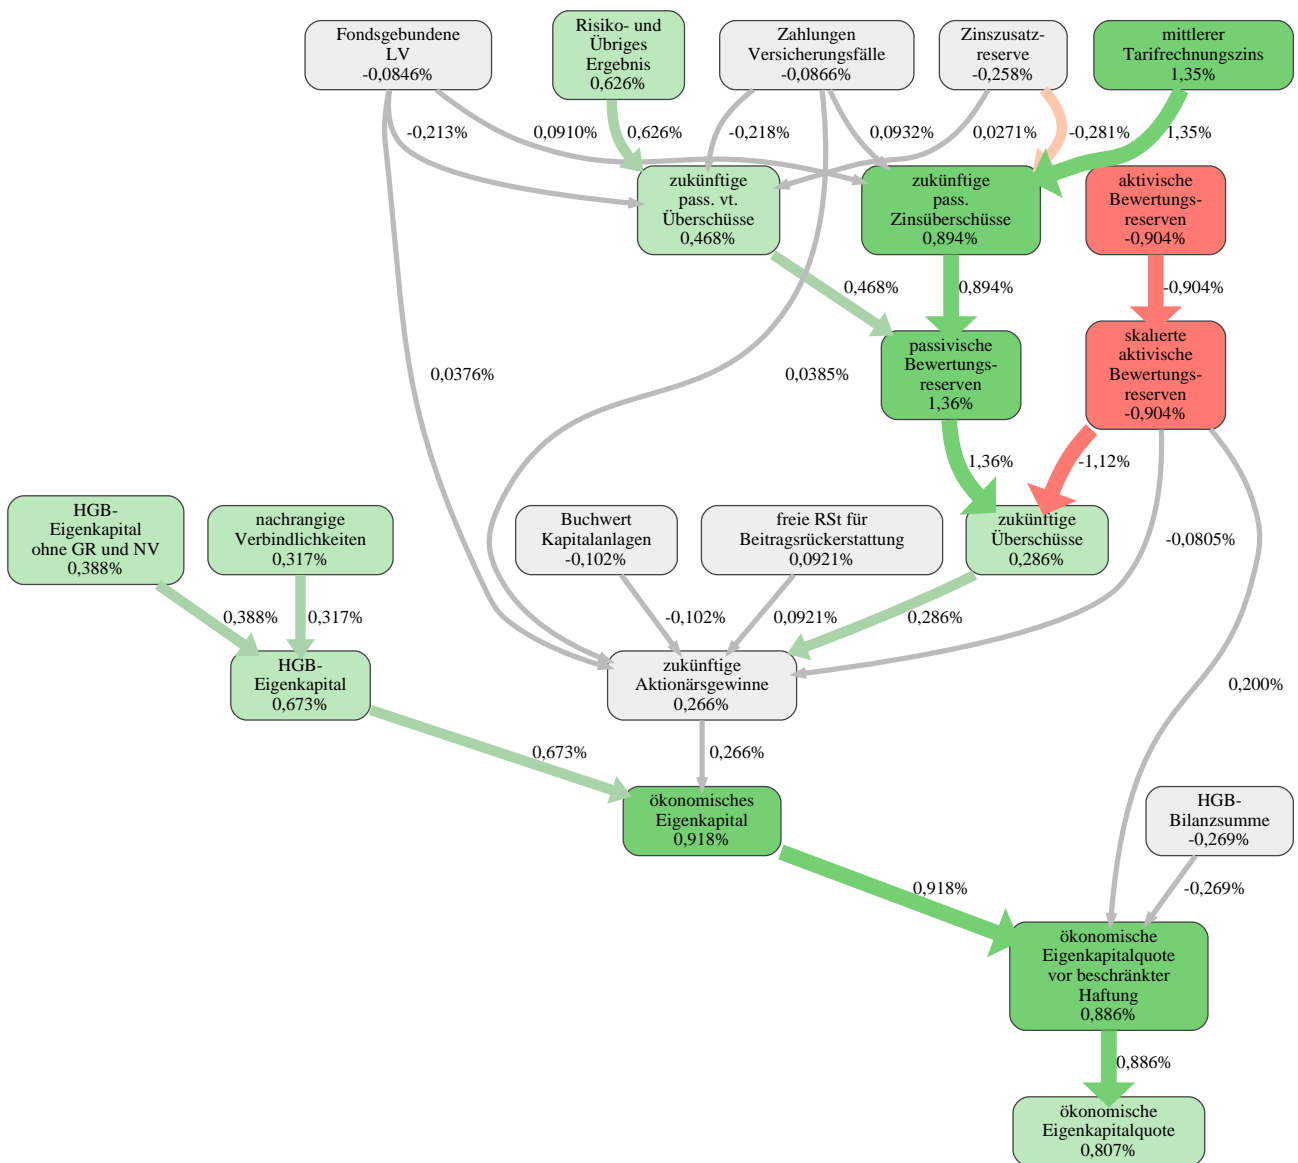 Fondsgebundene
LV
-0,0846%
Risiko- und
Übriges
Ergebnis
0,626%
Zahlungen
Versicherungsfälle
-0,0866%
Zinszusatz-
reserve
-0,258%
mittlerer
Tarifrechnungszins
1,35%
-0,213%
0,0910%
0,626%
-0,218%
0,0932%
0,0271%
-0,281%
1,35%
zukünftige
pass. vt.
Überschüsse
0,468%
zukünftige
pass.
Zinsüberschüsse
0,894%
aktivische
Bewertungs-
reserven
-0,904%
0,468%
0,894%
-0,904%
passivische
Bewertungs-
reserven
1,36%
skalierte
aktivische
Bewertungs-
reserven
-0,904%
0,0376%
0,0385%
1,36%
-1,12%
HGB-
Eigenkapital
ohne GR und NV
0,388%
nachrangige
Verbindlichkeiten
0,317%
Buchwert
Kapitalanlagen
-0,102%
freie RSt für
Beitragsrückerstattung
0,0921%
zukünftige
Überschüsse
0,286%
-0,0805%
0,388%
0,317%
-0,102%
0,0921%
0,286%
HGB-
Eigenkapital
0,673%
zukünftige
Aktionärsgewinne
0,266%
0,200%
0,673%
0,266%
ökonomisches
Eigenkapital
0,918%
HGB-
Bilanzsumme
-0,269%
0,918%
-0,269%
ökonomische
Eigenkapitalquote
vor beschränkter
Haftung
0,886%
0,886%
ökonomische
Eigenkapitalquote
0,807%